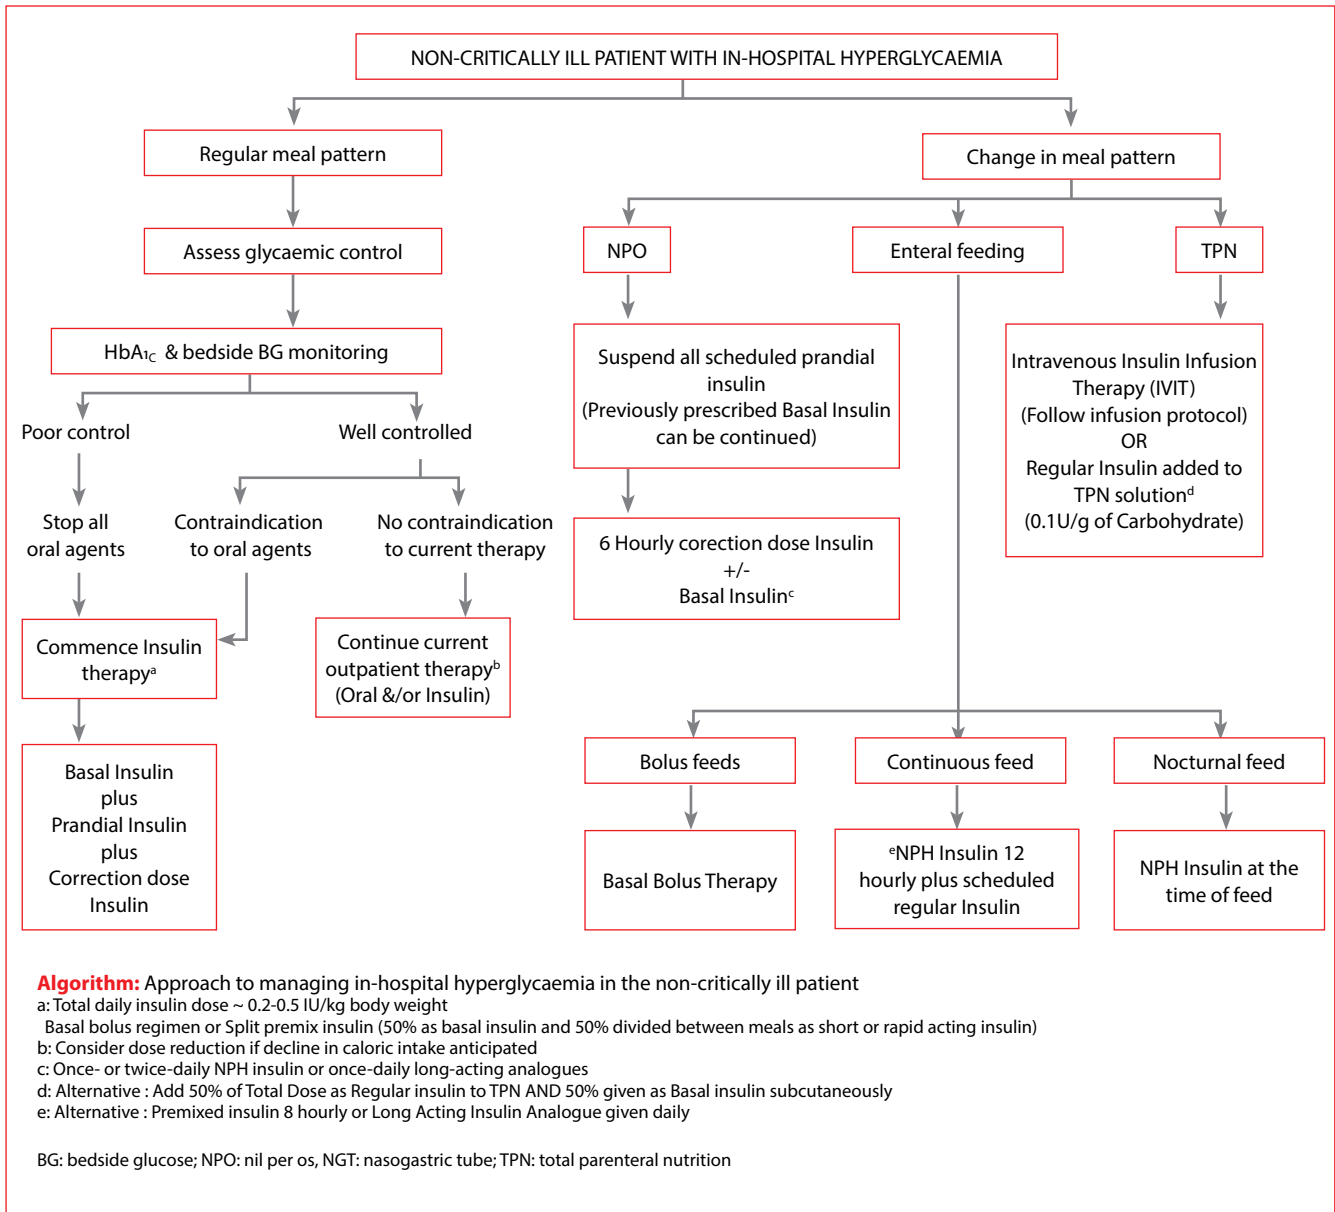 NON-CRITICALLY ILL PATIENT WITH IN-HOSPITAL HYPERGLYCAEMIA
Regular meal pattern
Change in meal pattern
Assess glycaemic control
NPO
Enteral feeding
TPN
HbA1C & bedside BG monitoring
Poor control
Well controlled
Stop all
oral agents
Contraindication
to oral agents
No contraindication
to current therapy
Commence Insulin
therapyᵃ
Continue current
outpatient therapyᵇ
(Oral &/or Insulin)
Basal Insulin
plus
Prandial Insulin
plus
Correction dose
Insulin
Suspend all scheduled prandial
insulin
(Previously prescribed Basal Insulin
can be continued)
6 Hourly corection dose Insulin
+/-
Basal Insulinᶜ
Intravenous Insulin Infusion
Therapy (IVIT)
(Follow infusion protocol)
OR
Regular Insulin added to
TPN solutionᵈ
(0.1U/g of Carbohydrate)
Bolus feeds
Continuous feed
Nocturnal feed
Basal Bolus Therapy
ᵉNPH Insulin 12
hourly plus scheduled
regular Insulin
NPH Insulin at the
time of feed
Algorithm: Approach to managing in-hospital hyperglycaemia in the non-critically ill patient
a: Total daily insulin dose ~ 0.2-0.5 IU/kg body weight
Basal bolus regimen or Split premix insulin (50% as basal insulin and 50% divided between meals as short or rapid acting insulin)
b: Consider dose reduction if decline in caloric intake anticipated
c: Once- or twice-daily NPH insulin or once-daily long-acting analogues
d: Alternative : Add 50% of Total Dose as Regular insulin to TPN AND 50% given as Basal insulin subcutaneously
e: Alternative : Premixed insulin 8 hourly or Long Acting Insulin Analogue given daily
BG: bedside glucose; NPO: nil per os, NGT: nasogastric tube; TPN: total parenteral nutrition